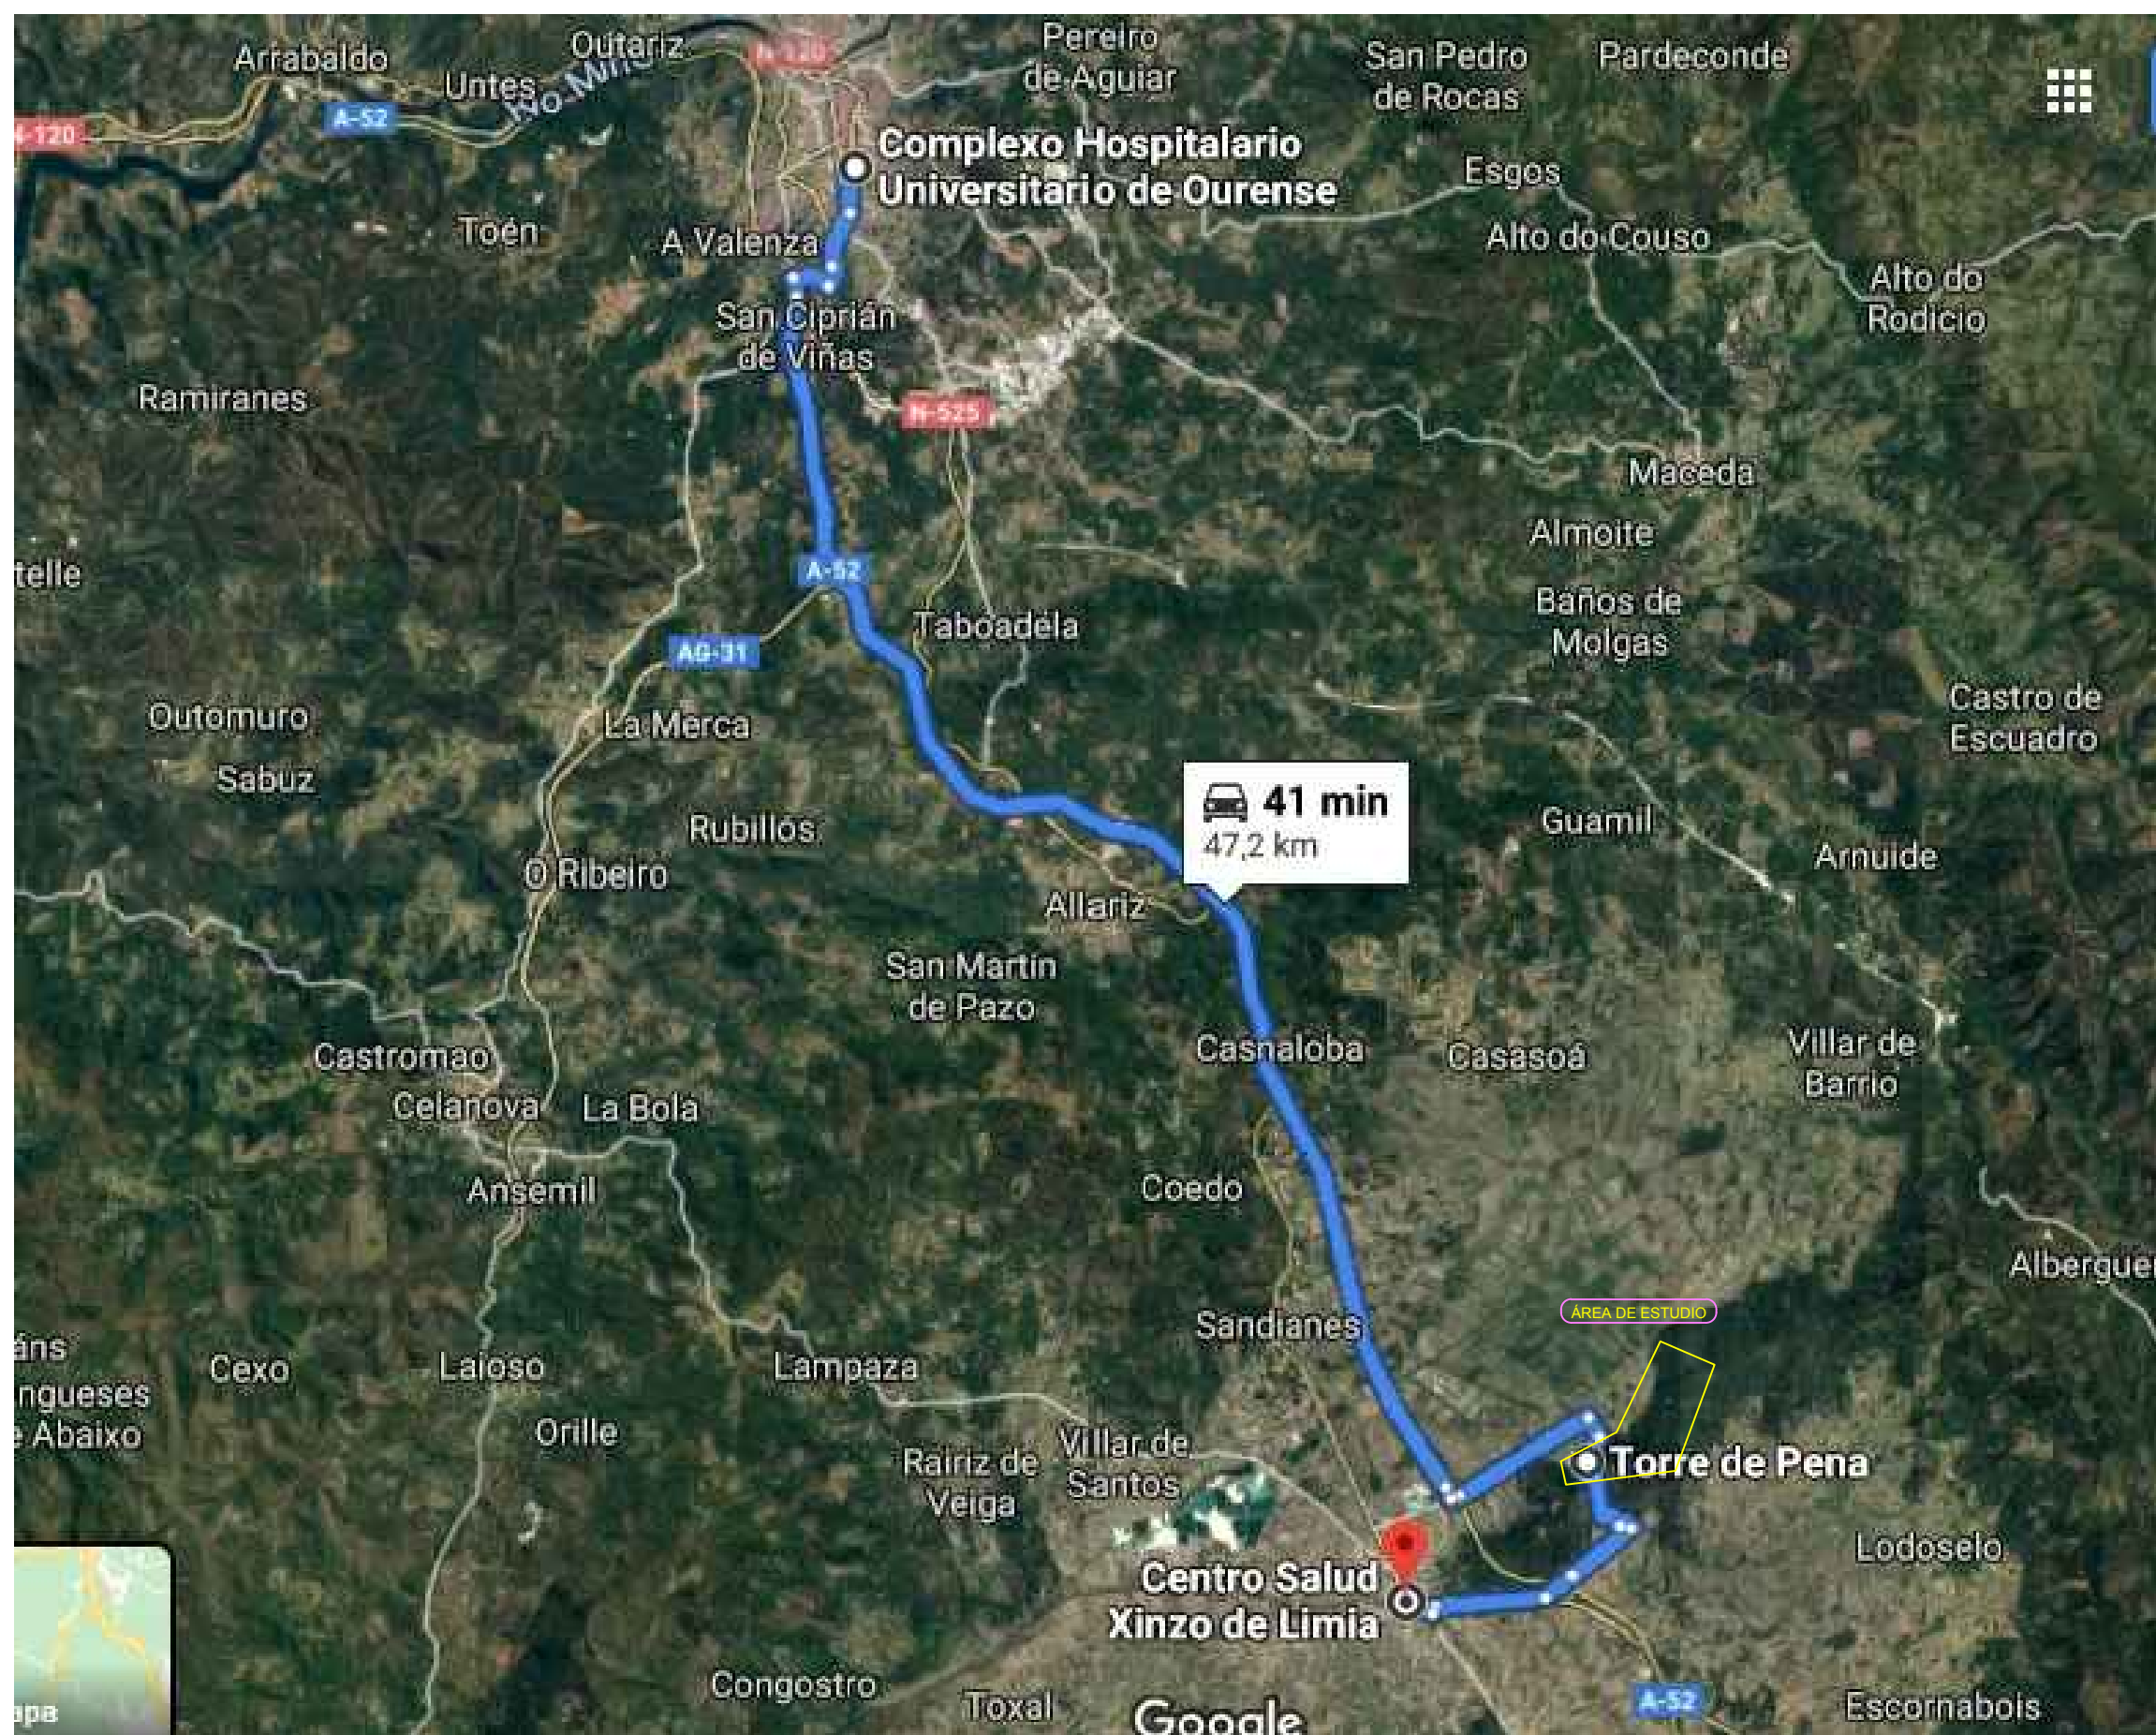 Arrabaldo
Outariz
N-120
Pereiro
de Aguiar
San Pedro
de Rocas
Pardeconde
Untes
A-52
N-120
Complexo Hospitalario
Universitario de Ourense
Esgos
Toén
A Valenza
Alto do Couso
Alto do
Rodicio
San Ciprián
de Viñas
Ramiranes
N-525
Maceda
Almoite
telle
A-52
Baños de
Molgas
Taboadela
AG-31
Outomuro
La Merca
Castro de
Escuadro
Sabuz
41 min
47,2 km
Rubillós
Guamil
Arnuide
O Ribeiro
Allariz
San Martín
de Pazo
Casnaloba
Casasoá
Villar de
Barrio
Castromao
Celanova
La Bola
Ansemil
Coedo
Albergue
ÁREA DE ESTUDIO
Sandianes
áns
ngueses
e Abaixo
Cexo
Laioso
Lampaza
Orille
Rairiz de
Veiga
Villar de
Santos
Torre de Pena
Lodoselo
Centro Salud
Xinzo de Limia
Congostro
Toxal
Google
A-52
Escornabois
apa